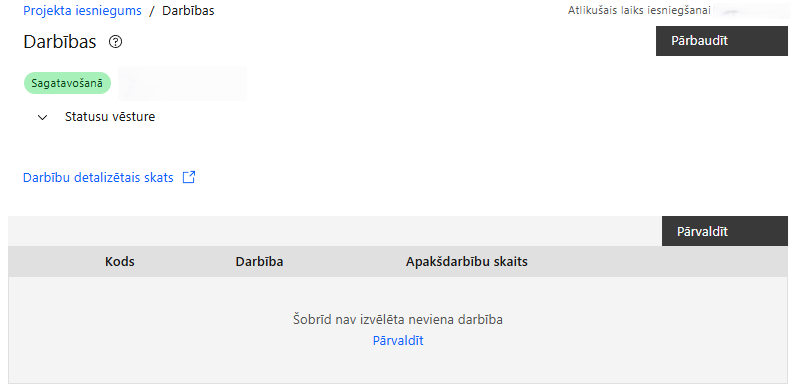 Projekta iesniegums / Darbības
Atlikušais laiks iesniegšanai
Darbības
Pārbaudīt
Sagatavošanā
Statusu vēsture
Darbību detalizētais skats
Pārvaldīt
Kods Darbība Apakšdarbību skaits
Šobrīd nav izvēlēta neviena darbība
Pārvaldīt